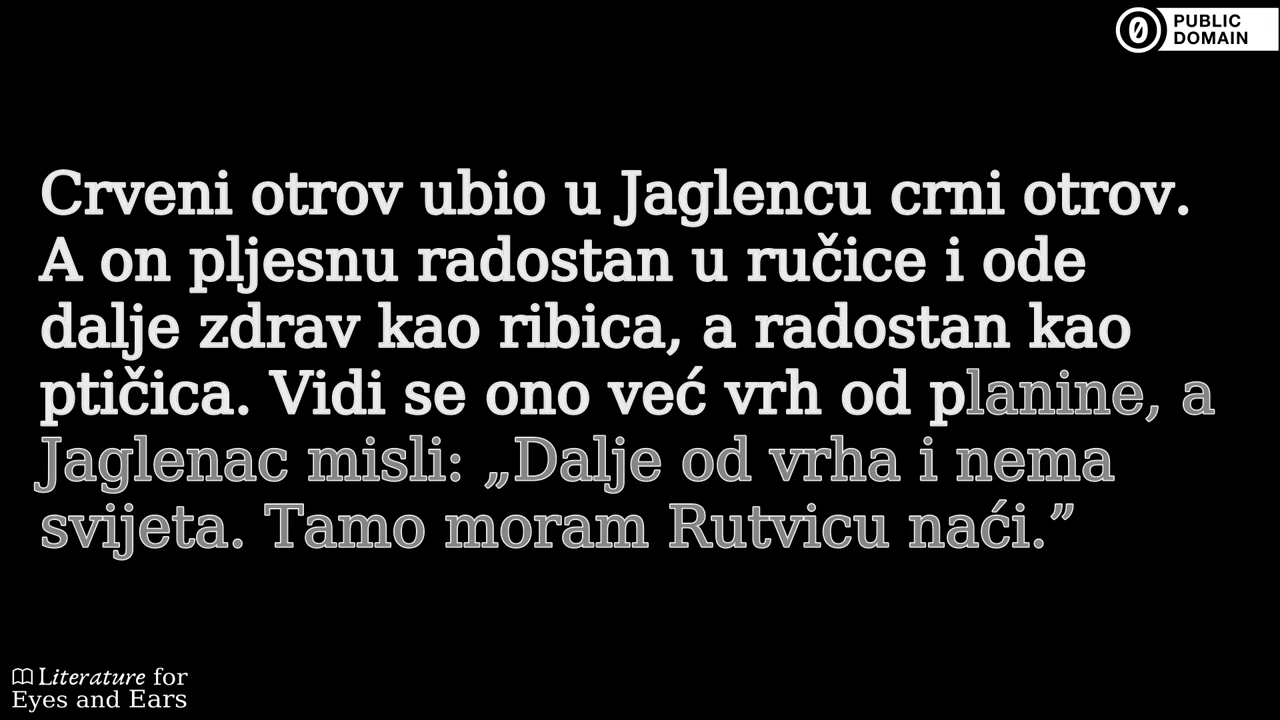 PUBLIC
DOMAIN
Crveni otrov ubio u Jaglencu crni otrov.
A on pljesnu radostan u ručice i ode
dalje zdrav kao ribica, a radostan kao
ptičica. Vidi se ono već vrh od planine, a
Jaglenac misli: „Dalje od vrha i nema
svijeta. Tamo moram Rutvicu naći.”
Literature for
Eyes and Ears